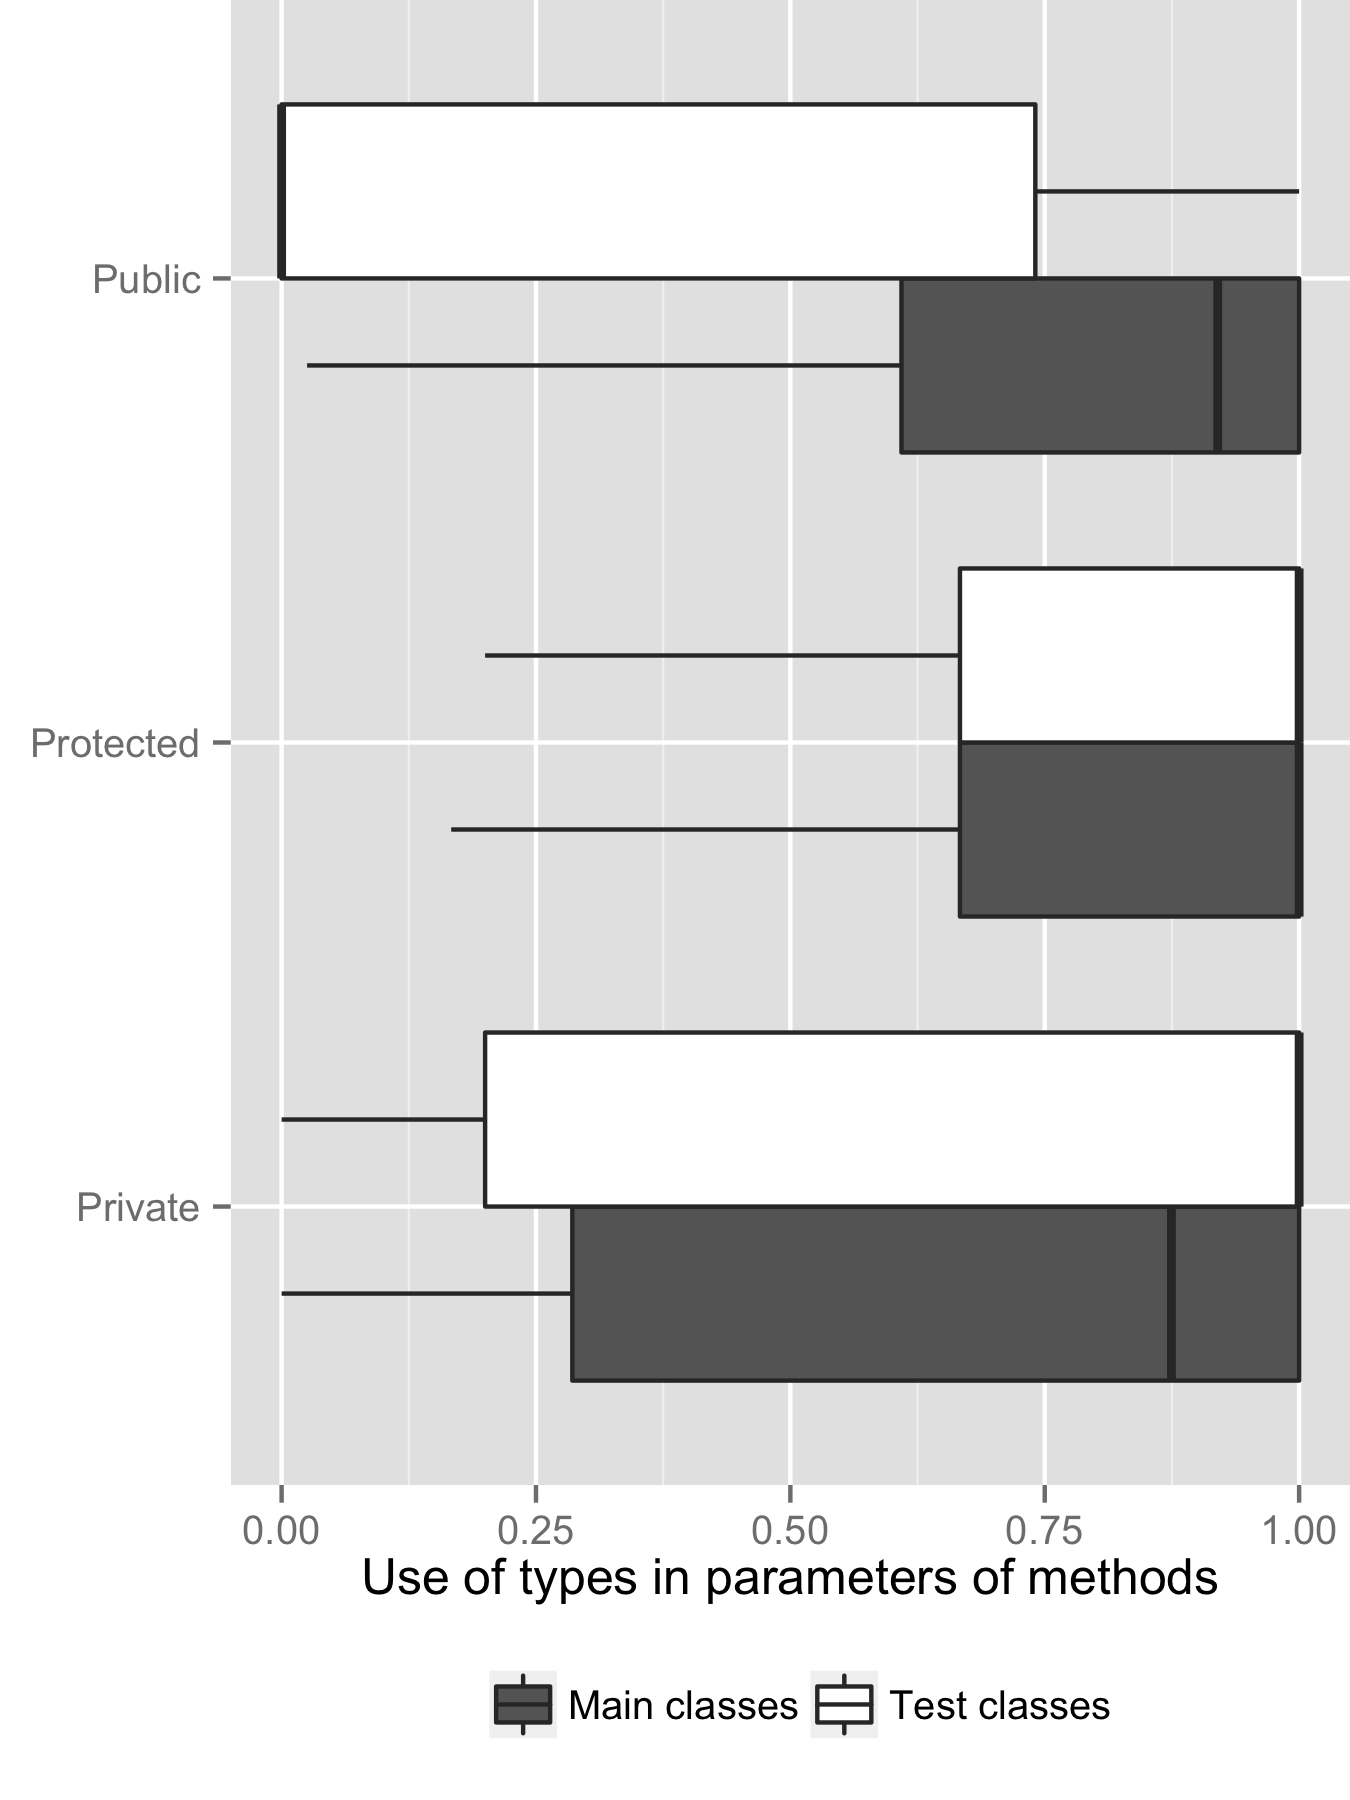 Public
Protected
Private
0.00 0.25 0.50 0.75 1.00
Use of types in parameters of methods
Main classes Test classes